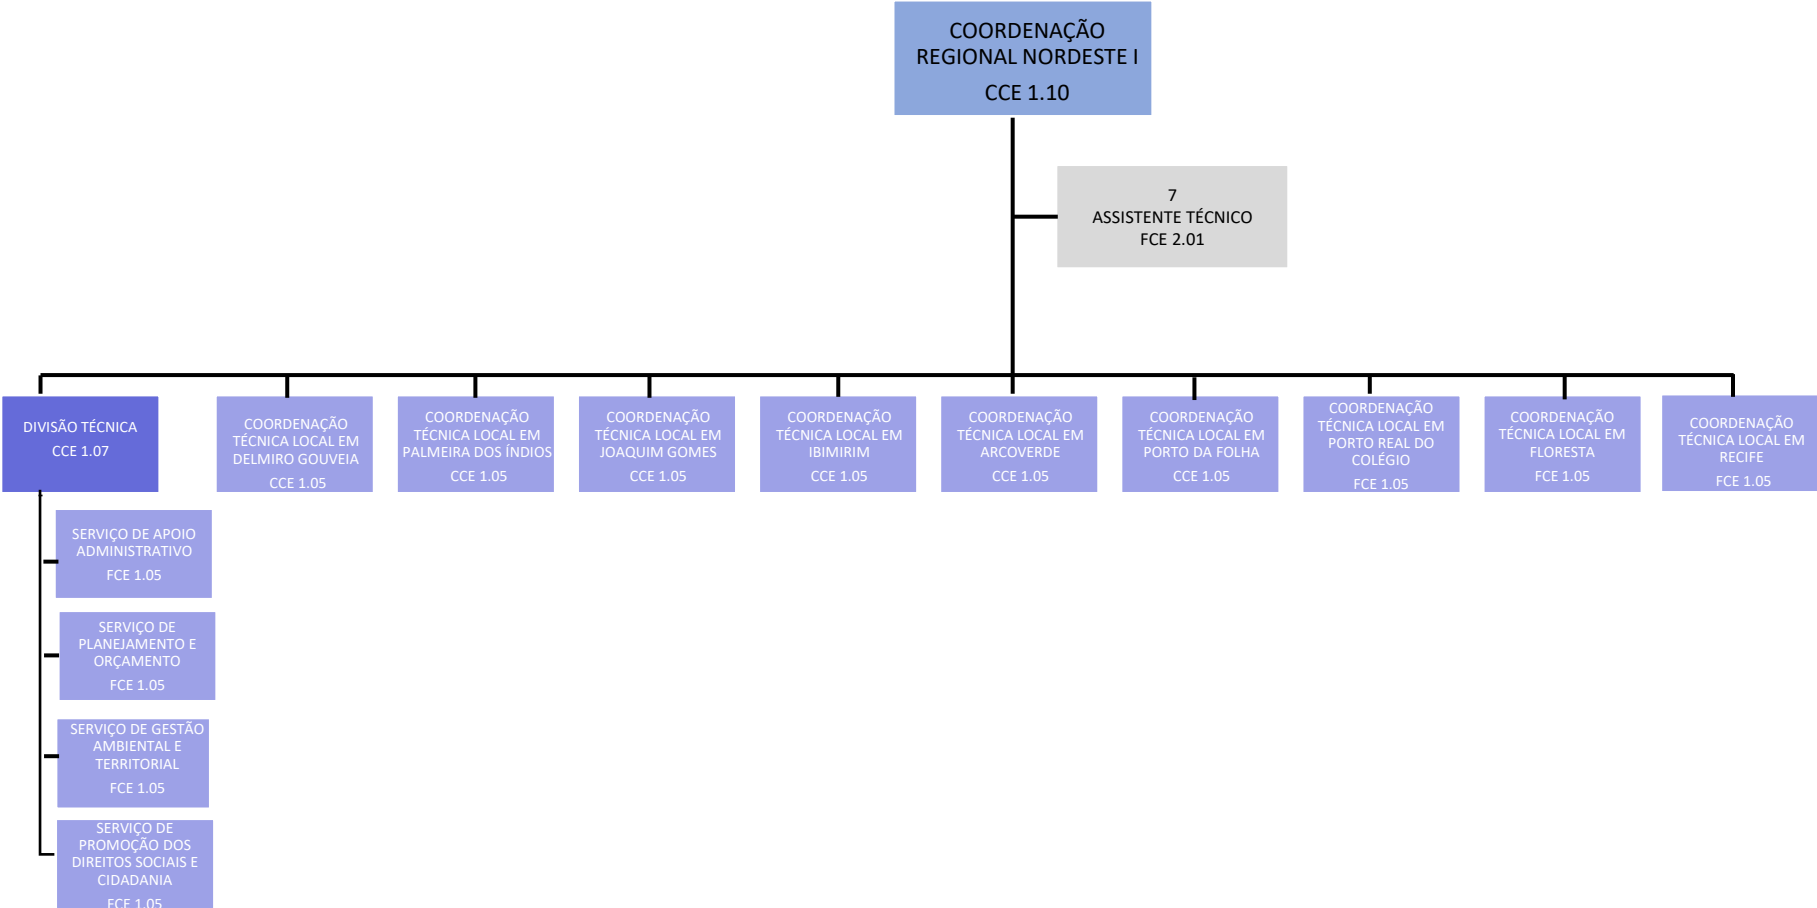 COORDENAÇÃO
REGIONAL NORDESTE I
CCE 1.10
7
ASSISTENTE TÉCNICO
FCE 2.01
DIVISÃO TÉCNICA
CCE 1.07
COORDENAÇÃO
TÉCNICA LOCAL EM
DELMIRO GOUVEIA
CCE 1.05
COORDENAÇÃO
TÉCNICA LOCAL EM
PALMEIRA DOS ÍNDIOS
CCE 1.05
COORDENAÇÃO
TÉCNICA LOCAL EM
JOAQUIM GOMES
CCE 1.05
COORDENAÇÃO
TÉCNICA LOCAL EM
IBIMIRIM
CCE 1.05
COORDENAÇÃO
TÉCNICA LOCAL EM
ARCOVERDE
CCE 1.05
COORDENAÇÃO
TÉCNICA LOCAL EM
PORTO DA FOLHA
CCE 1.05
COORDENAÇÃO
TÉCNICA LOCAL EM
PORTO REAL DO
COLÉGIO
FCE 1.05
COORDENAÇÃO
TÉCNICA LOCAL EM
FLORESTA
FCE 1.05
COORDENAÇÃO
TÉCNICA LOCAL EM
RECIFE
FCE 1.05
SERVIÇO DE APOIO
ADMINISTRATIVO
FCE 1.05
SERVIÇO DE
PLANEJAMENTO E
ORÇAMENTO
FCE 1.05
SERVIÇO DE GESTÃO
AMBIENTAL E
TERRITORIAL
FCE 1.05
SERVIÇO DE
PROMOÇÃO DOS
DIREITOS SOCIAIS E
CIDADANIA
FCE 1.05